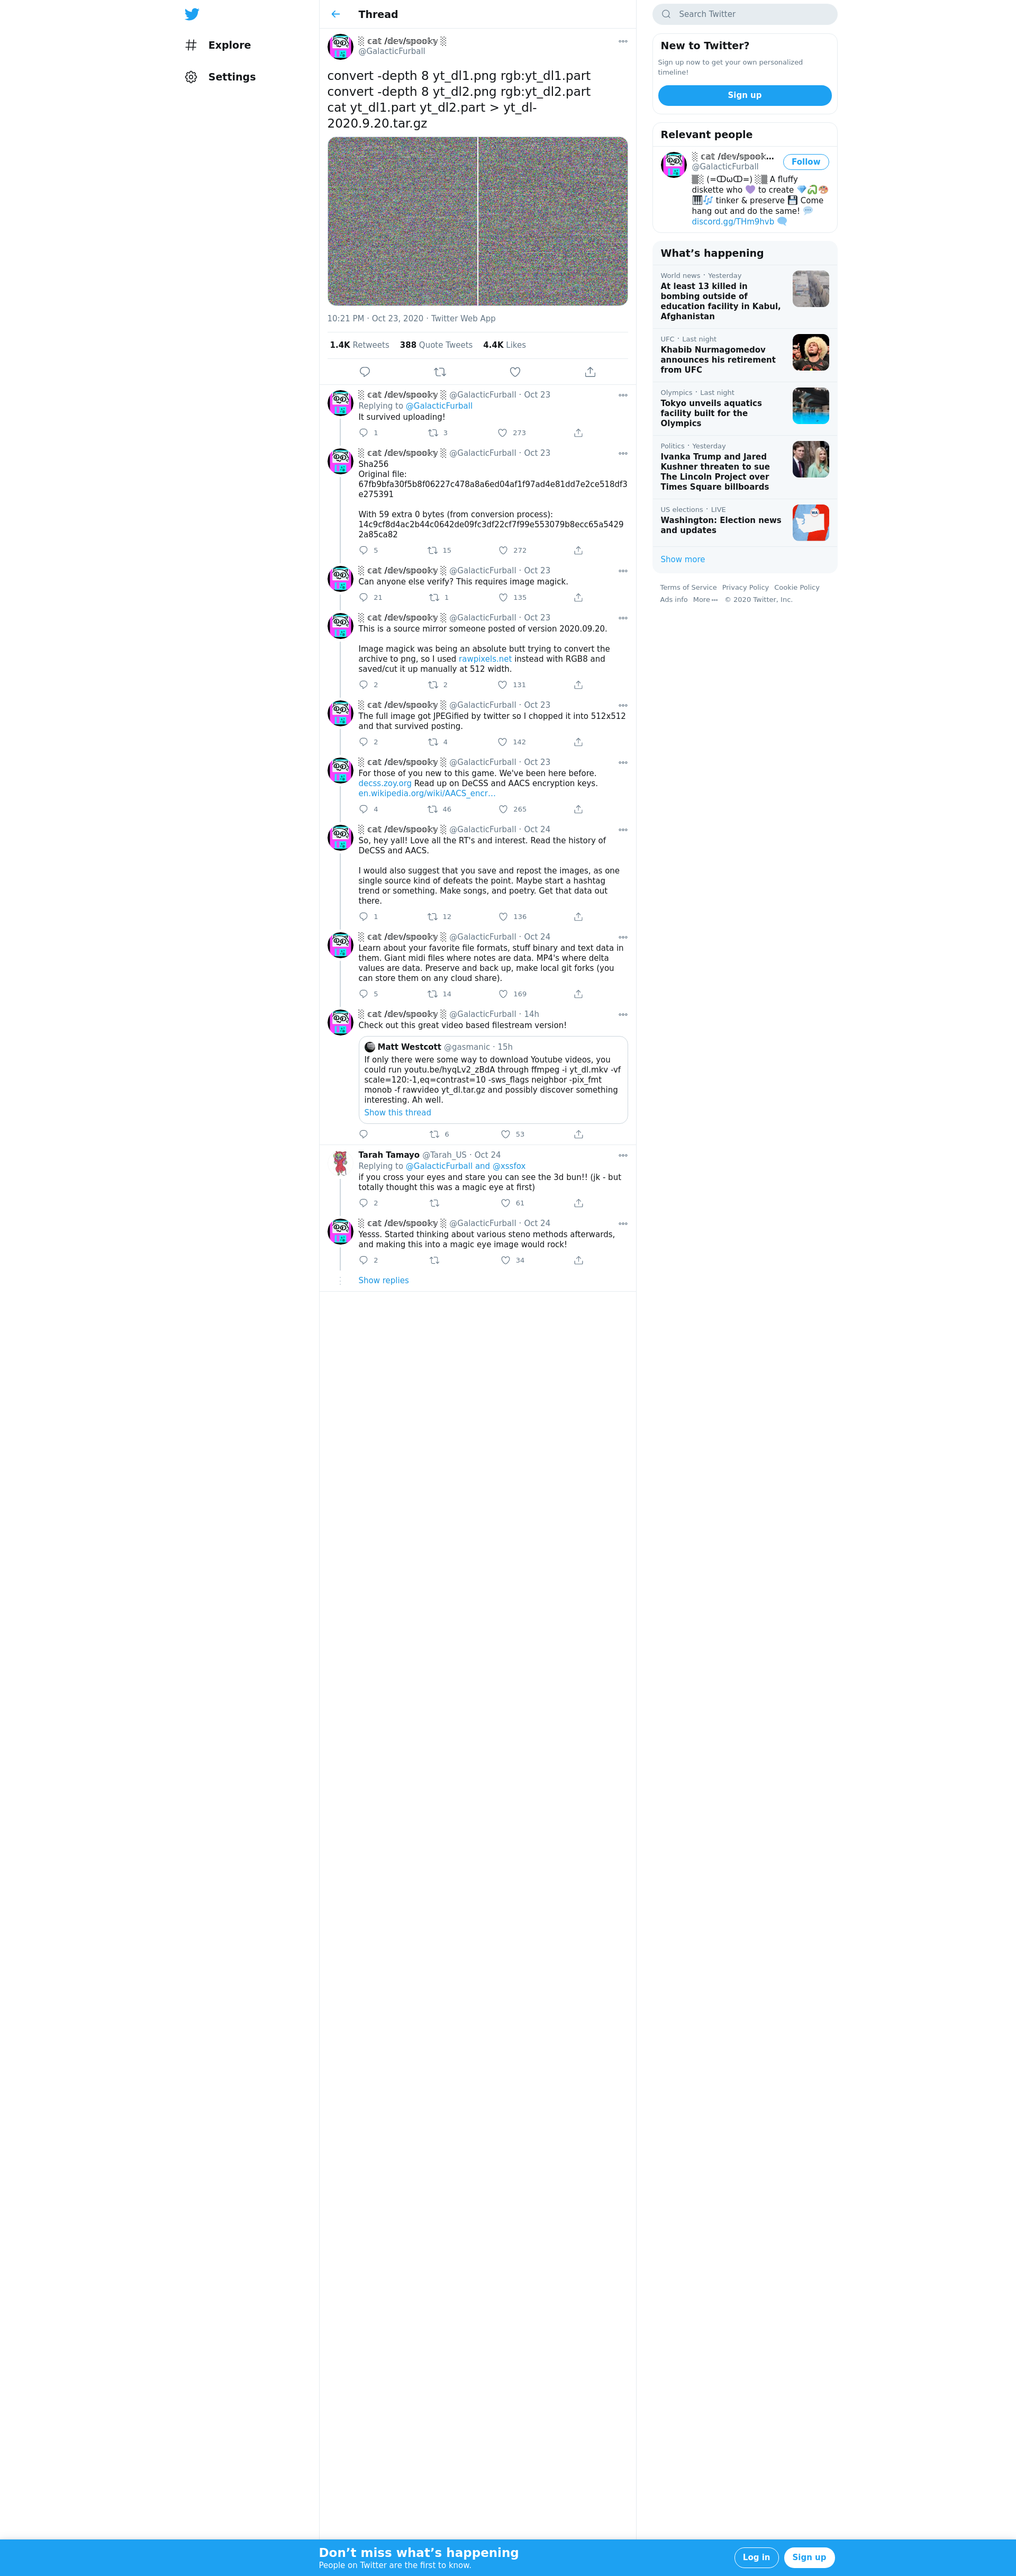 Explore
Settings
Thread
░ cat /dev/spooky ░
@GalacticFurball
convert -depth 8 yt_dl1.png rgb:yt_dl1.part
convert -depth 8 yt_dl2.png rgb:yt_dl2.part
cat yt_dl1.part yt_dl2.part > yt_dl-
2020.9.20.tar.gz
10:21 PM · Oct 23, 2020 · Twitter Web App
1.4K Retweets 388 Quote Tweets 4.4K Likes
░ cat /dev/spooky ░ @GalacticFurball · Oct 23
Replying to @GalacticFurball
It survived uploading!
1 3 273
░ cat /dev/spooky ░ @GalacticFurball · Oct 23
Sha256
Original file:
67fb9bfa30f5b8f06227c478a8a6ed04af1f97ad4e81dd7e2ce518df3
e275391
With 59 extra 0 bytes (from conversion process):
14c9cf8d4ac2b44c0642de09fc3df22cf7f99e553079b8ecc65a5429
2a85ca82
5 15 272
░ cat /dev/spooky ░ @GalacticFurball · Oct 23
Can anyone else verify? This requires image magick.
21 1 135
░ cat /dev/spooky ░ @GalacticFurball · Oct 23
This is a source mirror someone posted of version 2020.09.20.
Image magick was being an absolute butt trying to convert the
archive to png, so I used rawpixels.net instead with RGB8 and
saved/cut it up manually at 512 width.
2 2 131
░ cat /dev/spooky ░ @GalacticFurball · Oct 23
The full image got JPEGified by twitter so I chopped it into 512x512
and that survived posting.
2 4 142
░ cat /dev/spooky ░ @GalacticFurball · Oct 23
For those of you new to this game. We've been here before.
decss.zoy.org Read up on DeCSS and AACS encryption keys.
en.wikipedia.org/wiki/AACS_encr…
4 46 265
░ cat /dev/spooky ░ @GalacticFurball · Oct 24
So, hey yall! Love all the RT's and interest. Read the history of
DeCSS and AACS.
I would also suggest that you save and repost the images, as one
single source kind of defeats the point. Maybe start a hashtag
trend or something. Make songs, and poetry. Get that data out
there.
1 12 136
░ cat /dev/spooky ░ @GalacticFurball · Oct 24
Learn about your favorite file formats, stuff binary and text data in
them. Giant midi files where notes are data. MP4's where delta
values are data. Preserve and back up, make local git forks (you
can store them on any cloud share).
5 14 169
░ cat /dev/spooky ░ @GalacticFurball · 14h
Check out this great video based filestream version!
Matt Westcott @gasmanic · 15h
If only there were some way to download Youtube videos, you
could run youtu.be/hyqLv2_zBdA through ffmpeg -i yt_dl.mkv -vf
scale=120:-1,eq=contrast=10 -sws_flags neighbor -pix_fmt
monob -f rawvideo yt_dl.tar.gz and possibly discover something
interesting. Ah well.
Show this thread
6 53
Tarah Tamayo @Tarah_US · Oct 24
Replying to @GalacticFurball and @xssfox
if you cross your eyes and stare you can see the 3d bun!! (jk - but
totally thought this was a magic eye at first)
2 61
░ cat /dev/spooky ░ @GalacticFurball · Oct 24
Yesss. Started thinking about various steno methods afterwards,
and making this into a magic eye image would rock!
2 34
Show replies
Search Twitter
New to Twitter?
Sign up now to get your own personalized
timeline!
Sign up
Relevant people
░ cat /dev/spook…
@GalacticFurball
Follow
▓░ (=ↀωↀ=) ░▓ A fluffy
diskette who 💜 to create 💎🐉🎨
🎹🎶 tinker & preserve 💾 Come
hang out and do the same! 💬
discord.gg/THm9hvb 🗨
What's happening
World news · Yesterday
At least 13 killed in
bombing outside of
education facility in Kabul,
Afghanistan
UFC · Last night
Khabib Nurmagomedov
announces his retirement
from UFC
Olympics · Last night
Tokyo unveils aquatics
facility built for the
Olympics
Politics · Yesterday
Ivanka Trump and Jared
Kushner threaten to sue
The Lincoln Project over
Times Square billboards
US elections · LIVE
Washington: Election news
and updates
Show more
Terms of Service Privacy Policy Cookie Policy
Ads info More © 2020 Twitter, Inc.
Don't miss what's happening
People on Twitter are the first to know.
Log in
Sign up